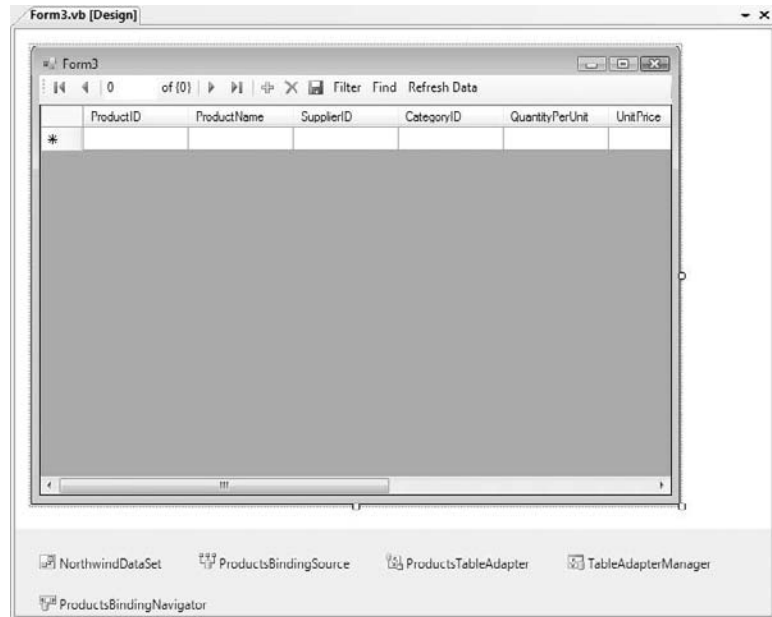 Form3.vb [Design]
Form3
0 of {0} Filter Find Refresh Data
ProductID ProductName SupplierID CategoryID QuantityPerUnit UnitPrice
NorthwindDataSet ProductsBindingSource ProductsTableAdapter TableAdapterManager
ProductsBindingNavigator